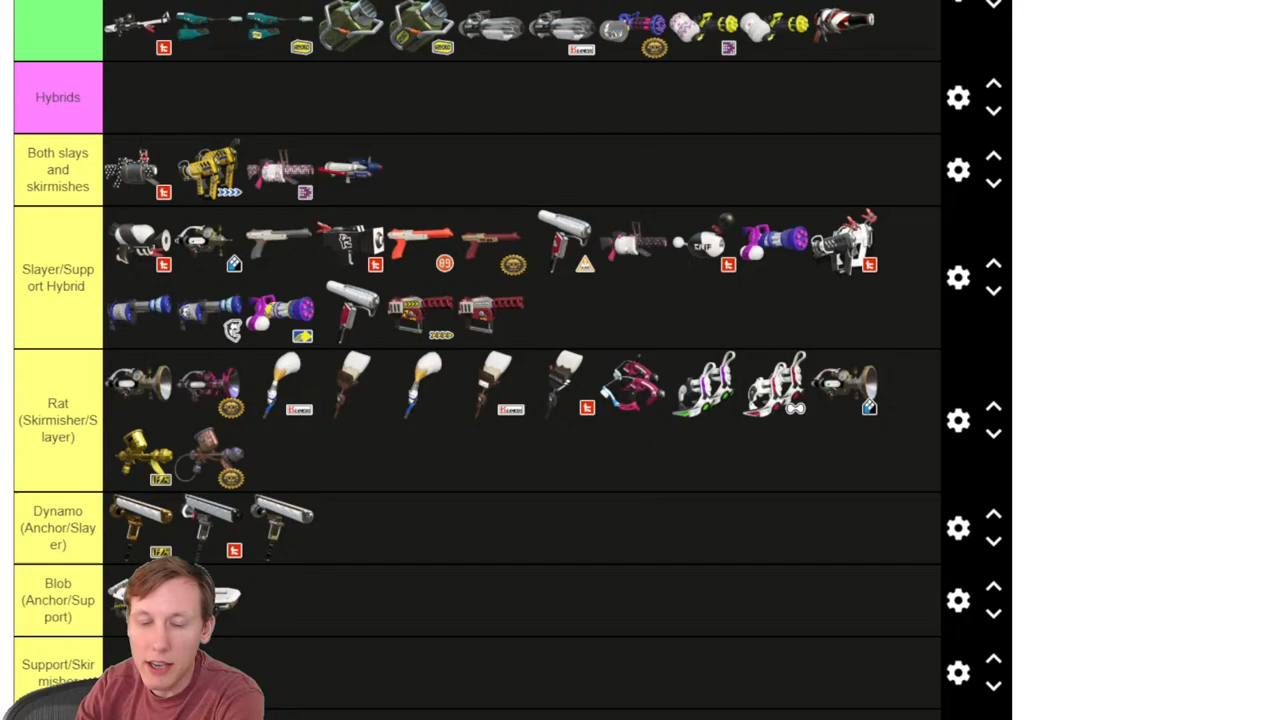 Hybrids
Both slays
and
skirmishes
Slayer/Supp
ort Hybrid
Rat
(Skirmisher/S
layer)
Dynamo
(Anchor/Slay
er)
Blob
(Anchor/Sup
port)
Support/Skir